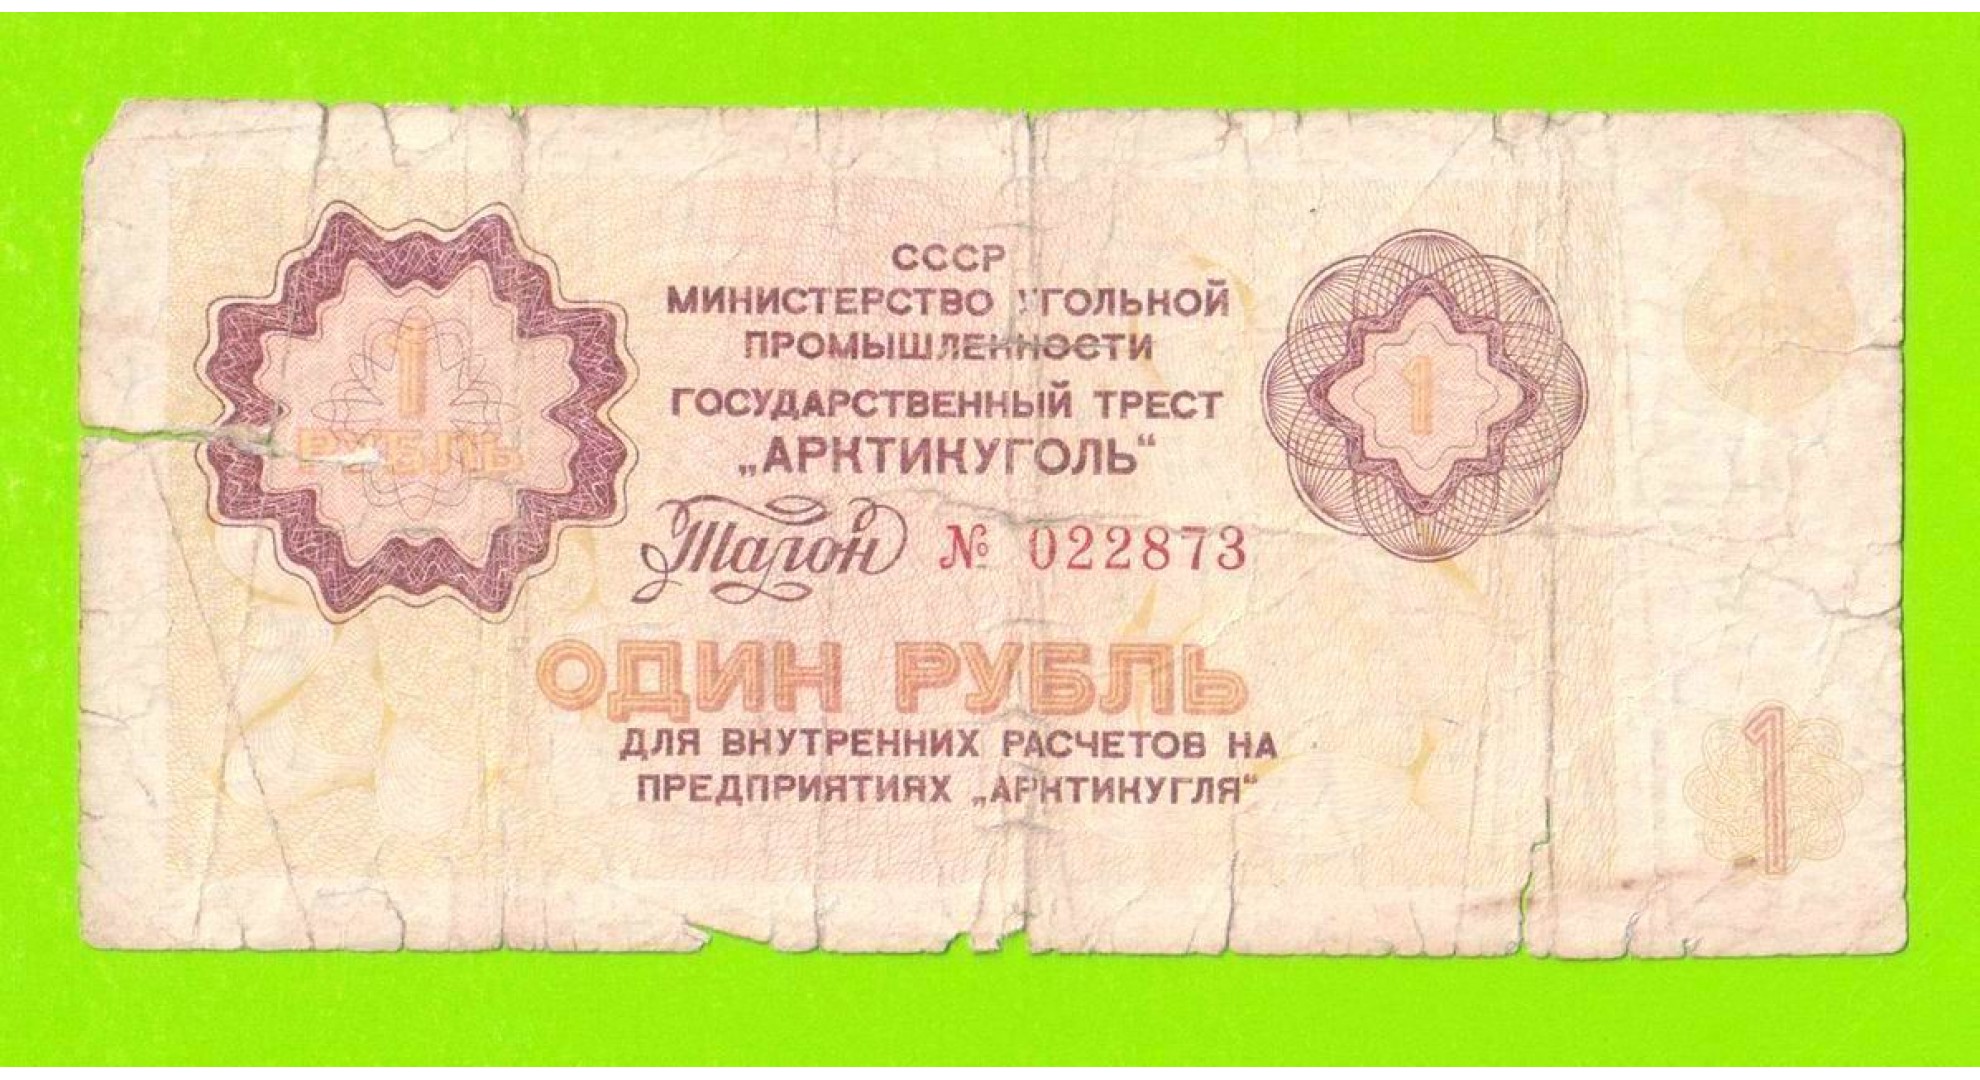 СССР
МИНИСТЕРСТВО УГОЛЬНОЙ
ПРОМЫШЛЕННОСТИ
ГОСУДАРСТВЕННЫЙ ТРЕСТ
„АРКТИКУГОЛЬ“
1
РУБЛЬ
1
Талон № 022873
ОДИН РУБЛЬ
ДЛЯ ВНУТРЕННИХ РАСЧЕТОВ НА
ПРЕДПРИЯТИЯХ „АРКТИКУГЛЯ“
1